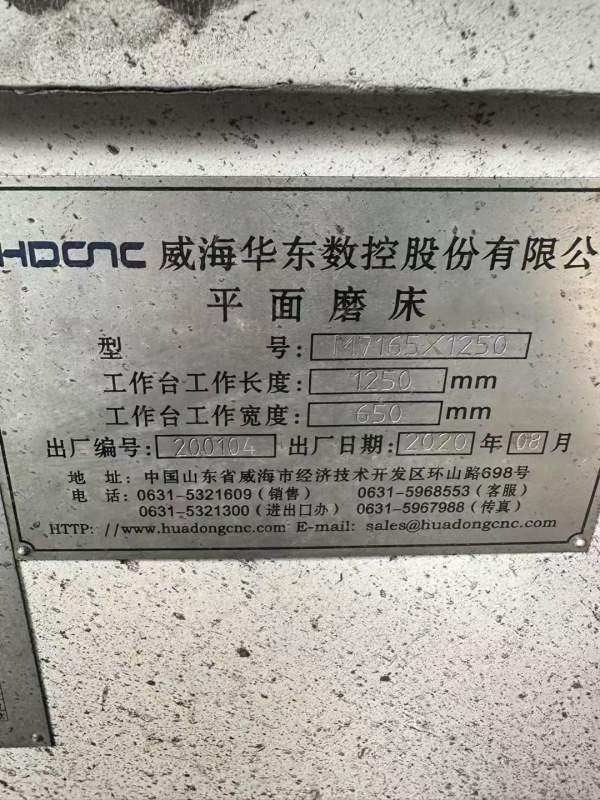 HDCNC 威海华东数控股份有限公
平面磨床
型 号: M7165×1250
工作台工作长度: 1250 mm
工作台工作宽度: 650 mm
出厂编号: 200104 出厂日期: 2020 年 08 月
地 址: 中国山东省威海市经济技术开发区环山路698号
电 话: 0631-5321609 (销售) 0631-5968553 (客服)
0631-5321300 (进出口办) 0631-5967988 (传真)
HTTP: //www.huadongcnc.com E-mail: sales@huadongcnc.com